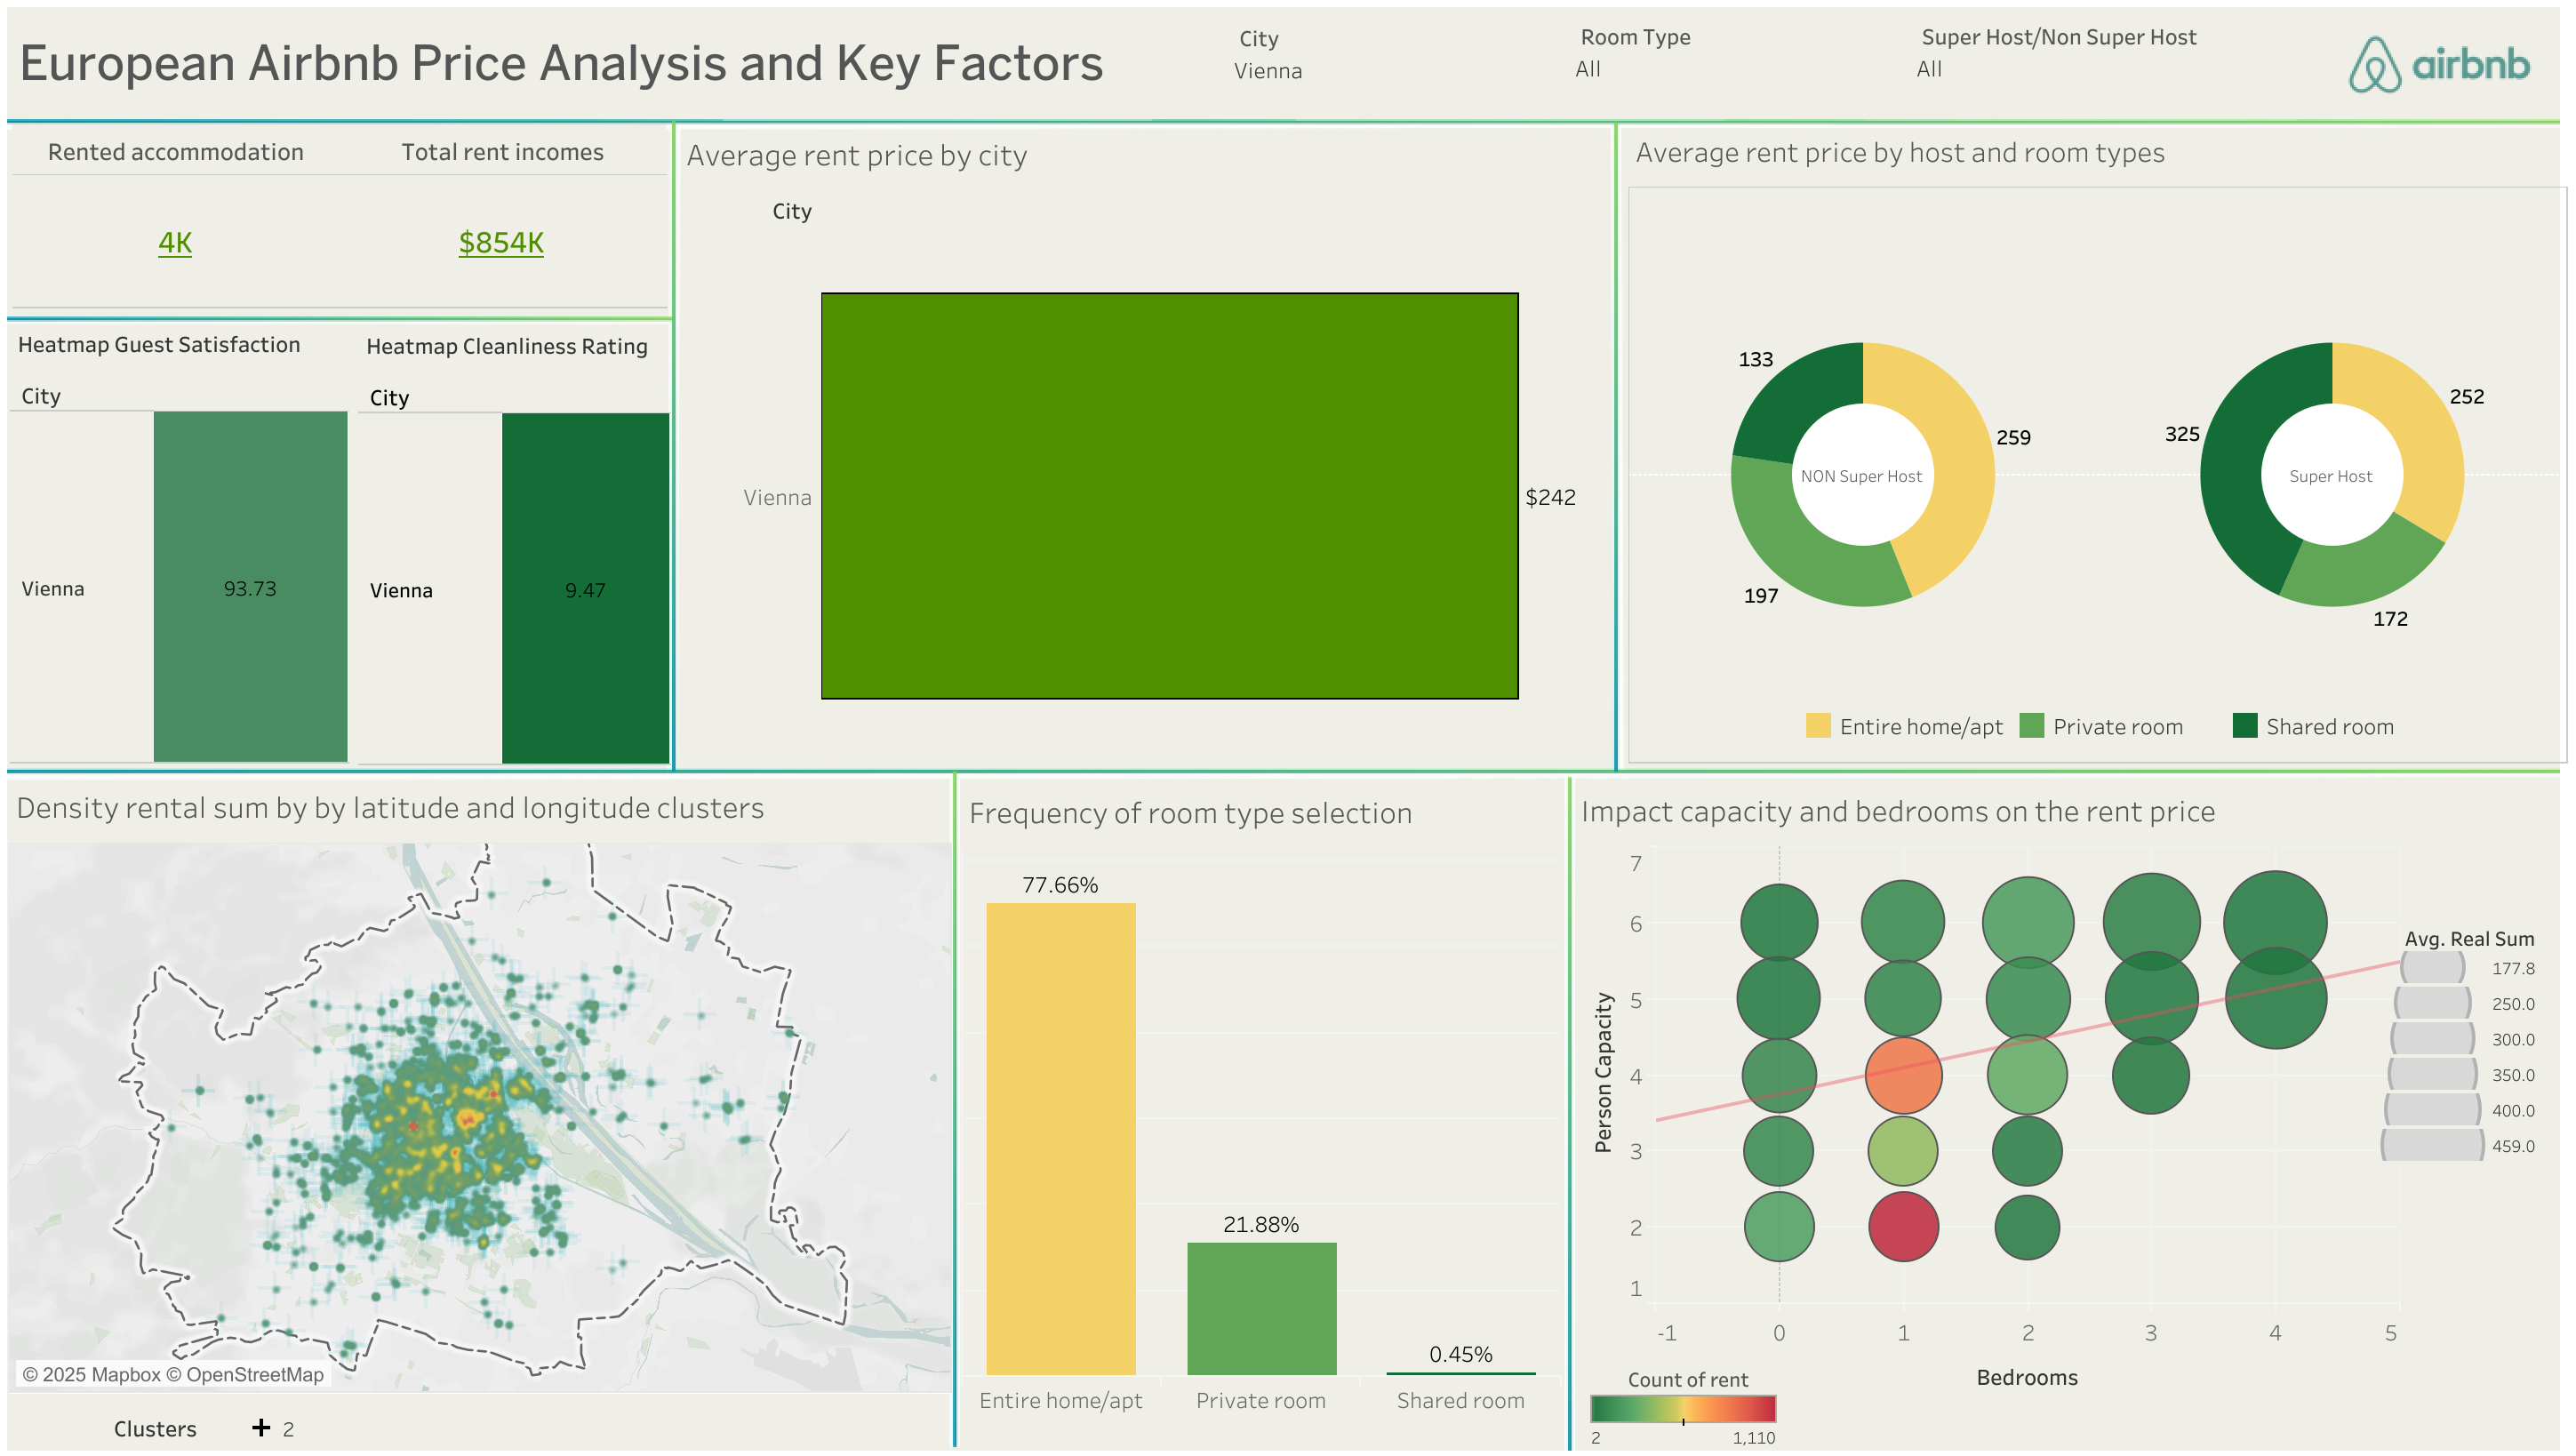 European Airbnb Price Analysis and Key Factors
City
Vienna
Room Type
All
Super Host/Non Super Host
All
airbnb
Rented accommodation
Total rent incomes
4K
$854K
Heatmap Guest Satisfaction
City
Vienna
93.73
Heatmap Cleanliness Rating
City
Vienna
9.47
Average rent price by city
City
Vienna
$242
Average rent price by host and room types
133
259
197
NON Super Host
325
252
172
Super Host
Entire home/apt
Private room
Shared room
Density rental sum by by latitude and longitude clusters
© 2025 Mapbox © OpenStreetMap
Clusters
2
Frequency of room type selection
77.66%
21.88%
0.45%
Entire home/apt
Private room
Shared room
Impact capacity and bedrooms on the rent price
Person Capacity
7
6
5
4
3
2
1
-1
0
1
2
3
4
5
Bedrooms
Avg. Real Sum
177.8
250.0
300.0
350.0
400.0
459.0
Count of rent
2
1,110